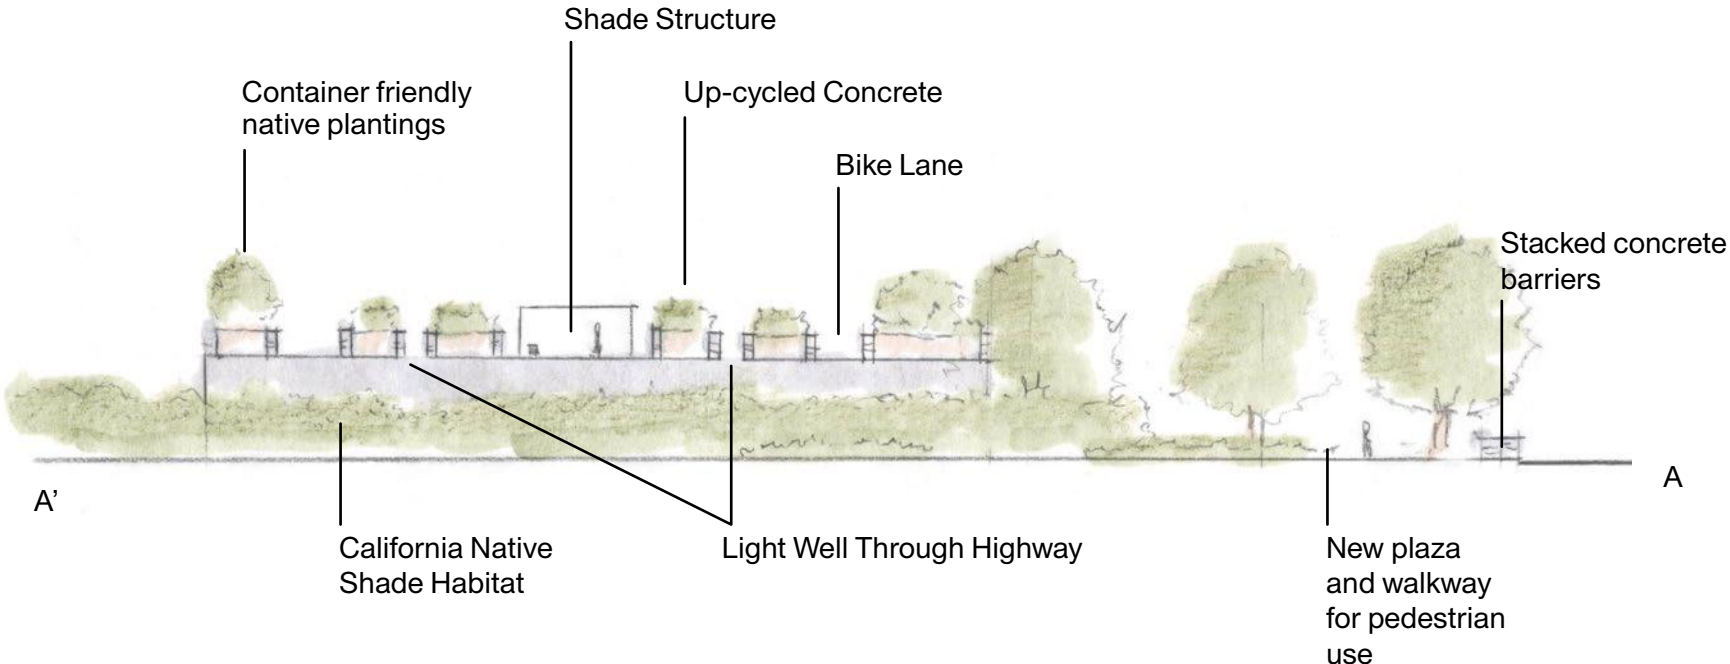 Shade Structure
Container friendly
native plantings
Up-cycled Concrete
Bike Lane
Stacked concrete
barriers
A’
A
California Native
Shade Habitat
Light Well Through Highway
New plaza
and walkway
for pedestrian
use